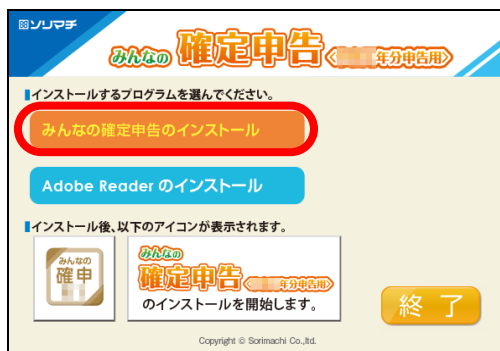 ソリマチ
みんなの 確定申告 〈 年分申告用〉
インストールするプログラムを選んでください。
みんなの確定申告のインストール
Adobe Reader のインストール
インストール後、以下のアイコンが表示されます。
みんなの
確申
みんなの
確定申告〈 年分申告用〉
のインストールを開始します。
終 了
Copyright © Sorimachi Co.,ltd.